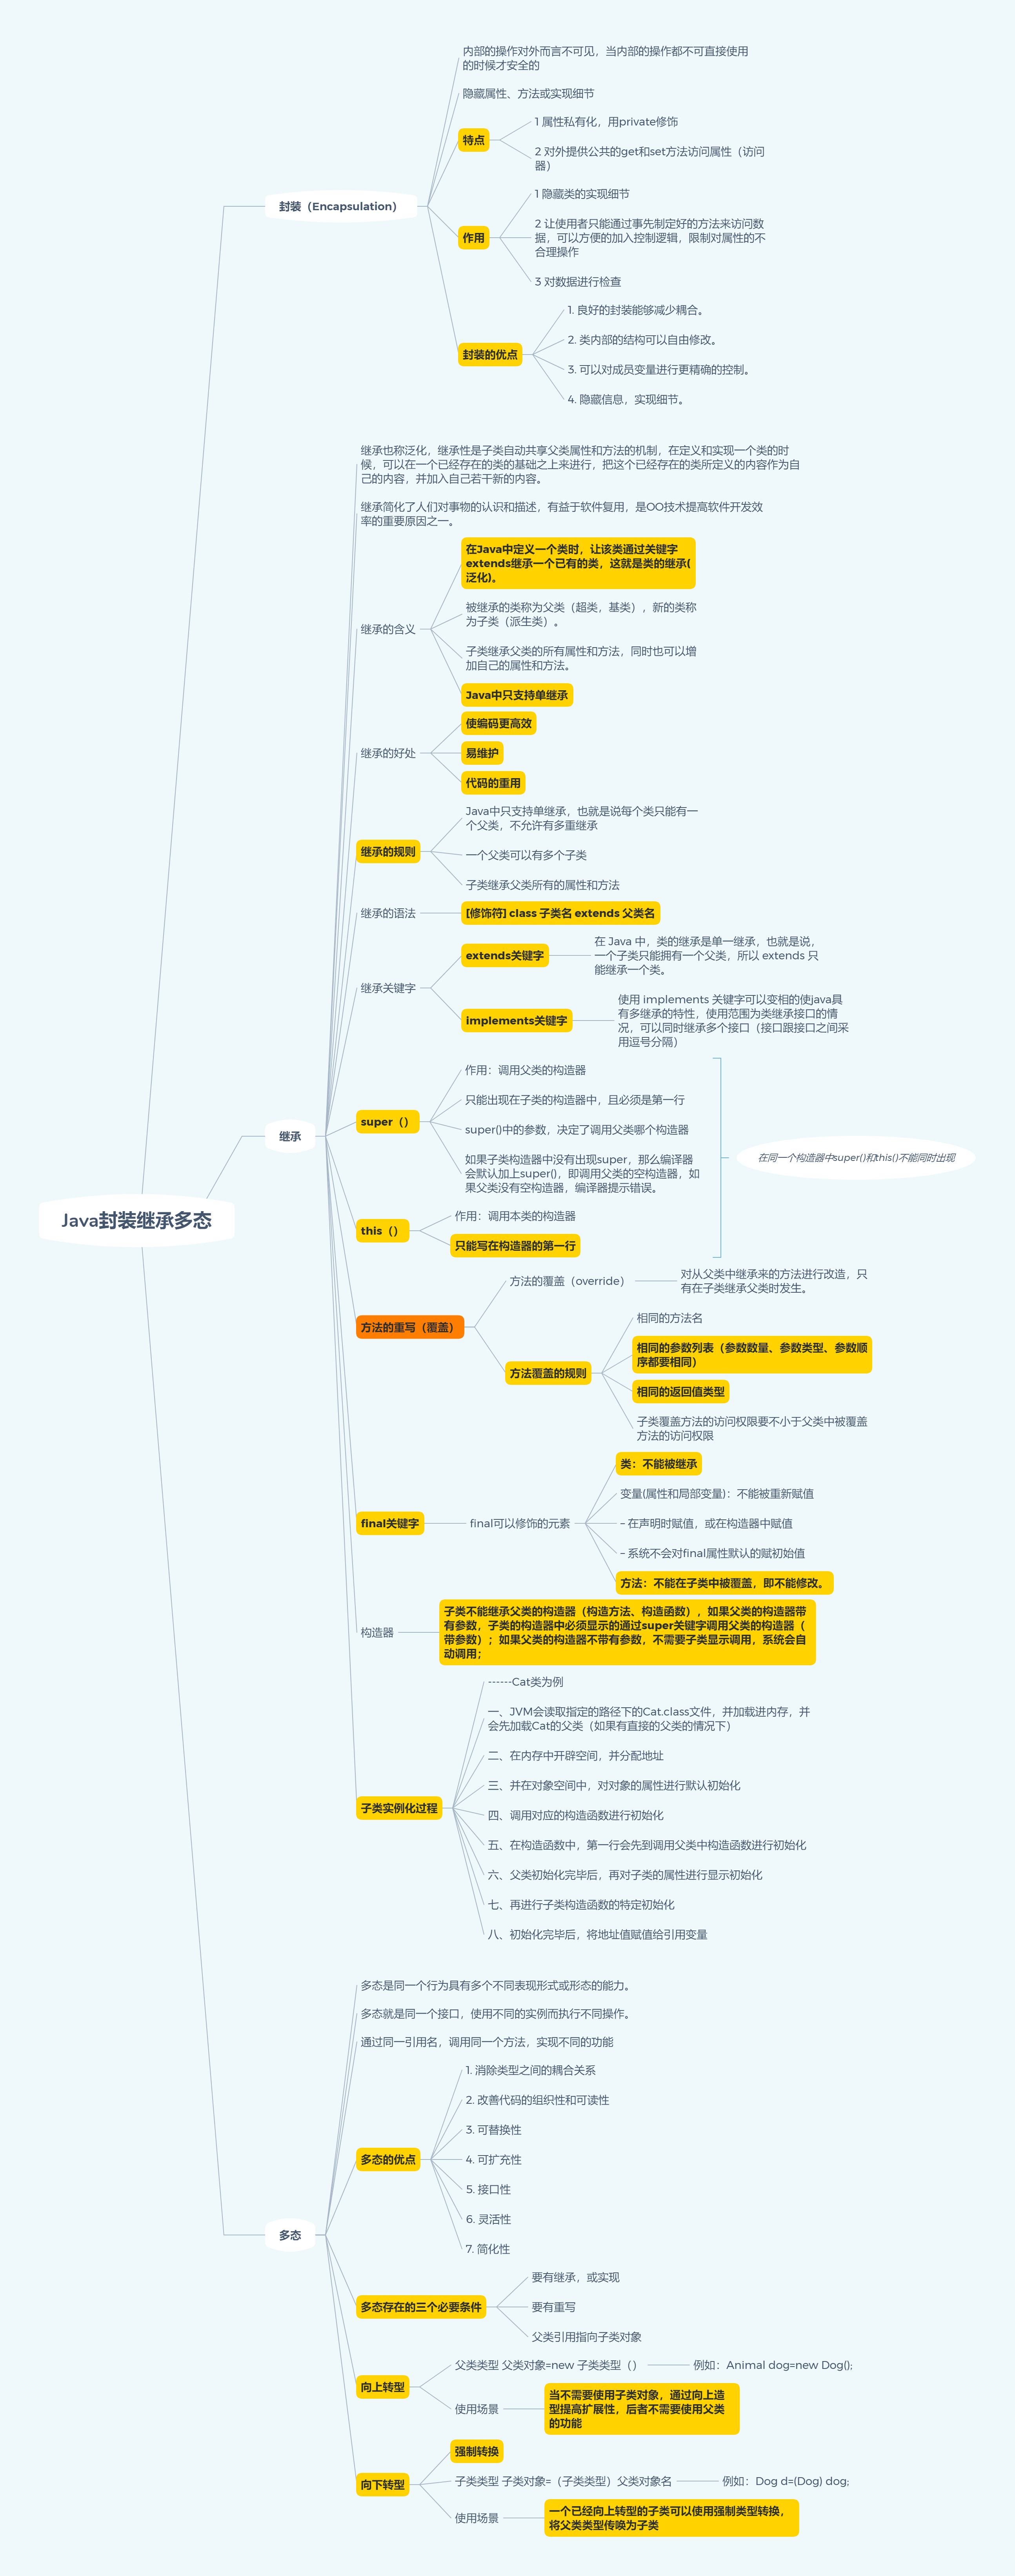 Java封装继承多态
封装（Encapsulation）
内部的操作对外而言不可见，当内部的操作都不可直接使用
的时候才安全的
隐藏属性、方法或实现细节
特点
1 属性私有化，用private修饰
2 对外提供公共的get和set方法访问属性（访问
器）
作用
1 隐藏类的实现细节
2 让使用者只能通过事先制定好的方法来访问数
据，可以方便的加入控制逻辑，限制对属性的不
合理操作
3 对数据进行检查
封装的优点
1. 良好的封装能够减少耦合。
2. 类内部的结构可以自由修改。
3. 可以对成员变量进行更精确的控制。
4. 隐藏信息，实现细节。
继承
继承也称泛化，继承性是子类自动共享父类属性和方法的机制，在定义和实现一个类的时
候，可以在一个已经存在的类的基础之上来进行，把这个已经存在的类所定义的内容作为自
己的内容，并加入自己若干新的内容。
继承简化了人们对事物的认识和描述，有益于软件复用，是OO技术提高软件开发效
率的重要原因之一。
继承的含义
在Java中定义一个类时，让该类通过关键字
extends继承一个已有的类，这就是类的继承(
泛化)。
被继承的类称为父类（超类，基类），新的类称
为子类（派生类）。
子类继承父类的所有属性和方法，同时也可以增
加自己的属性和方法。
Java中只支持单继承
继承的好处
使编码更高效
易维护
代码的重用
继承的规则
Java中只支持单继承，也就是说每个类只能有一
个父类，不允许有多重继承
一个父类可以有多个子类
子类继承父类所有的属性和方法
继承的语法
[修饰符] class 子类名 extends 父类名
继承关键字
extends关键字
在 Java 中，类的继承是单一继承，也就是说，
一个子类只能拥有一个父类，所以 extends 只
能继承一个类。
implements关键字
使用 implements 关键字可以变相的使java具
有多继承的特性，使用范围为类继承接口的情
况，可以同时继承多个接口（接口跟接口之间采
用逗号分隔）
super（）
作用：调用父类的构造器
只能出现在子类的构造器中，且必须是第一行
super()中的参数，决定了调用父类哪个构造器
如果子类构造器中没有出现super，那么编译器
会默认加上super()，即调用父类的空构造器，如
果父类没有空构造器，编译器提示错误。
this（）
作用：调用本类的构造器
只能写在构造器的第一行
在同一个构造器中super()和this()不能同时出现
方法的重写（覆盖）
方法的覆盖（override）
对从父类中继承来的方法进行改造，只
有在子类继承父类时发生。
方法覆盖的规则
相同的方法名
相同的参数列表（参数数量、参数类型、参数顺
序都要相同）
相同的返回值类型
子类覆盖方法的访问权限要不小于父类中被覆盖
方法的访问权限
final关键字
final可以修饰的元素
类：不能被继承
变量(属性和局部变量)：不能被重新赋值
– 在声明时赋值，或在构造器中赋值
– 系统不会对final属性默认的赋初始值
方法：不能在子类中被覆盖，即不能修改。
构造器
子类不能继承父类的构造器（构造方法、构造函数），如果父类的构造器带
有参数，子类的构造器中必须显示的通过super关键字调用父类的构造器（
带参数）；如果父类的构造器不带有参数，不需要子类显示调用，系统会自
动调用；
子类实例化过程
------Cat类为例
一、JVM会读取指定的路径下的Cat.class文件，并加载进内存，并
会先加载Cat的父类（如果有直接的父类的情况下）
二、在内存中开辟空间，并分配地址
三、并在对象空间中，对对象的属性进行默认初始化
四、调用对应的构造函数进行初始化
五、在构造函数中，第一行会先到调用父类中构造函数进行初始化
六、父类初始化完毕后，再对子类的属性进行显示初始化
七、再进行子类构造函数的特定初始化
八、初始化完毕后，将地址值赋值给引用变量
多态
多态是同一个行为具有多个不同表现形式或形态的能力。
多态就是同一个接口，使用不同的实例而执行不同操作。
通过同一引用名，调用同一个方法，实现不同的功能
多态的优点
1. 消除类型之间的耦合关系
2. 改善代码的组织性和可读性
3. 可替换性
4. 可扩充性
5. 接口性
6. 灵活性
7. 简化性
多态存在的三个必要条件
要有继承，或实现
要有重写
父类引用指向子类对象
向上转型
父类类型 父类对象=new 子类类型（）
例如：Animal dog=new Dog();
使用场景
当不需要使用子类对象，通过向上造
型提高扩展性，后者不需要使用父类
的功能
向下转型
强制转换
子类类型 子类对象=（子类类型）父类对象名
例如：Dog d=(Dog) dog;
使用场景
一个已经向上转型的子类可以使用强制类型转换，
将父类类型传唤为子类